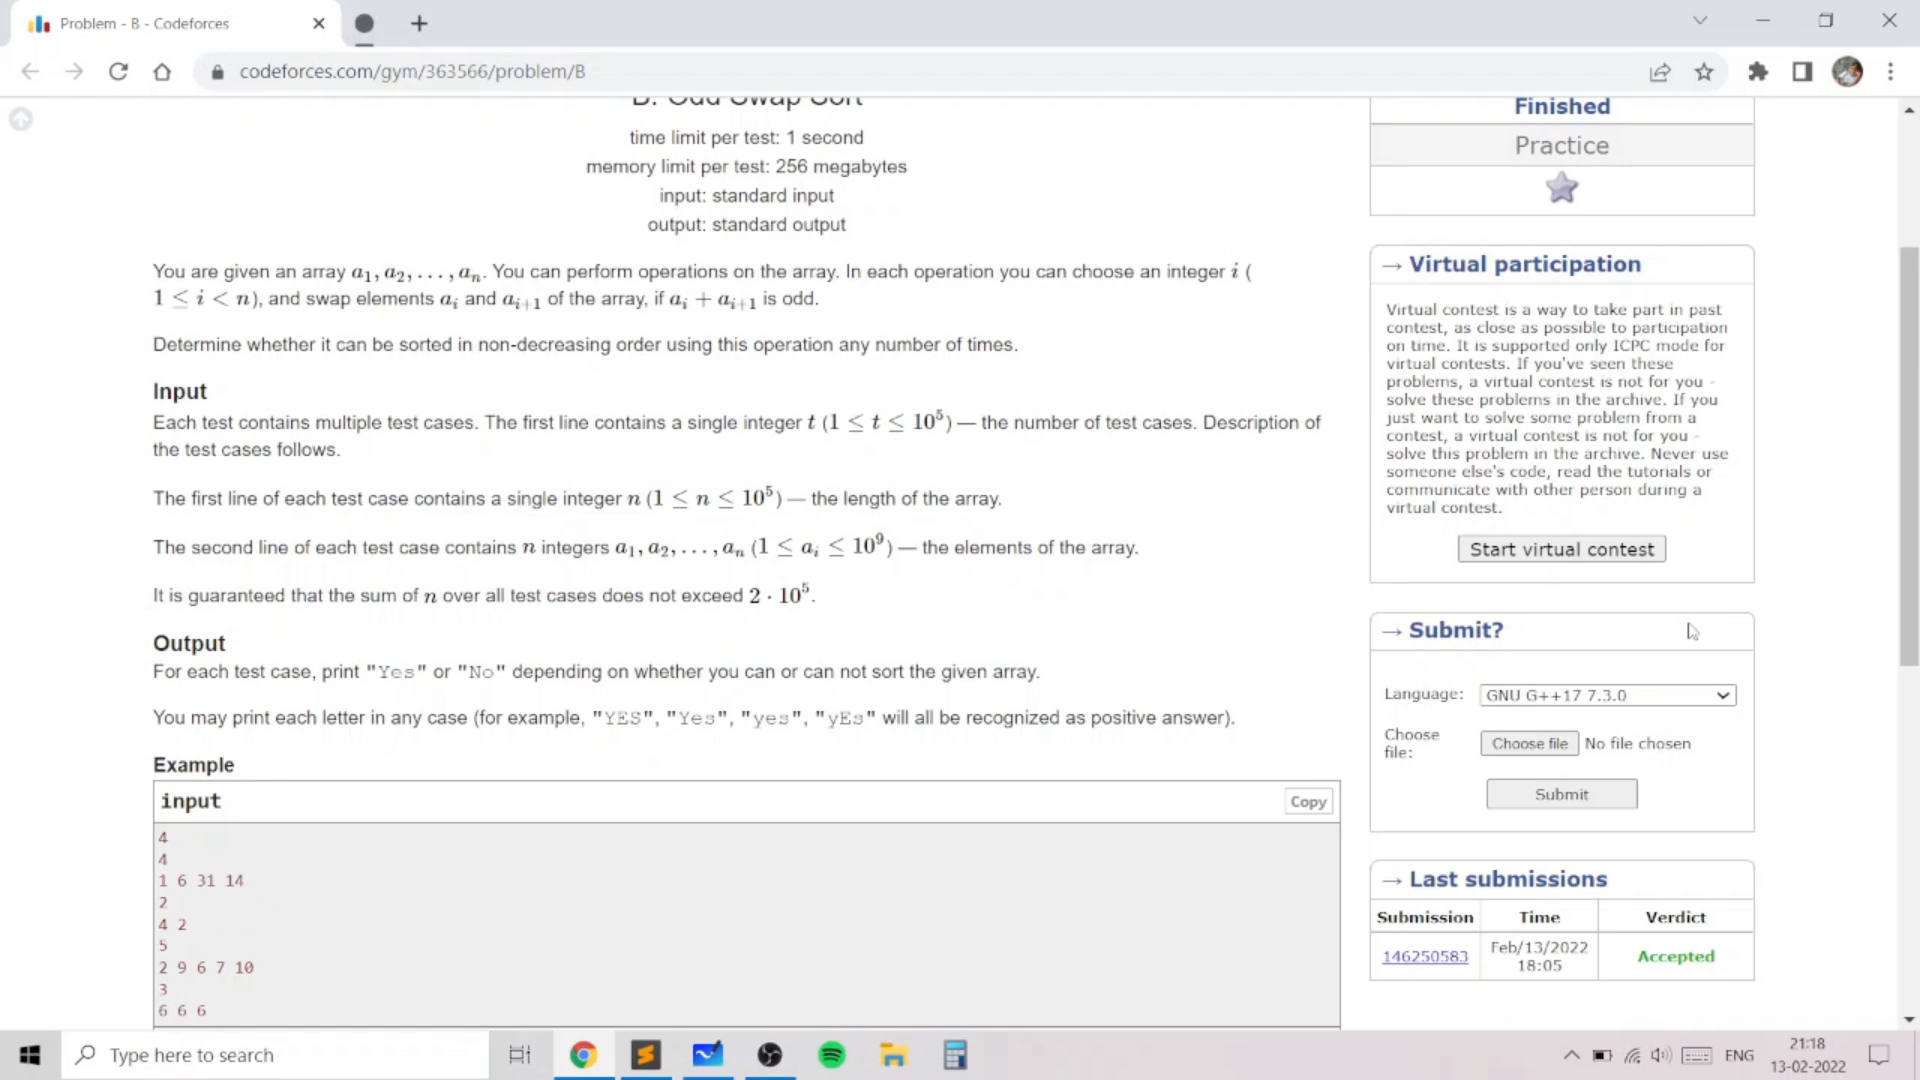 Problem - B - Codeforces
codeforces.com/gym/363566/problem/B
B. Odd Swap Sort
time limit per test: 1 second
memory limit per test: 256 megabytes
input: standard input
output: standard output
You are given an array a₁, a₂, . . . , aₙ. You can perform operations on the array. In each operation you can choose an integer i (
1 ≤ i < n), and swap elements aᵢ and aᵢ₊₁ of the array, if aᵢ + aᵢ₊₁ is odd.
Determine whether it can be sorted in non-decreasing order using this operation any number of times.
Input
Each test contains multiple test cases. The first line contains a single integer t (1 ≤ t ≤ 10⁵) — the number of test cases. Description of
the test cases follows.
The first line of each test case contains a single integer n (1 ≤ n ≤ 10⁵) — the length of the array.
The second line of each test case contains n integers a₁, a₂, . . . , aₙ (1 ≤ aᵢ ≤ 10⁹) — the elements of the array.
It is guaranteed that the sum of n over all test cases does not exceed 2 · 10⁵.
Output
For each test case, print "Yes" or "No" depending on whether you can or can not sort the given array.
You may print each letter in any case (for example, "YES", "Yes", "yes", "yEs" will all be recognized as positive answer).
Example
input
Copy
4
4
1 6 31 14
2
4 2
5
2 9 6 7 10
3
6 6 6
Finished
Practice
→ Virtual participation
Virtual contest is a way to take part in past
contest, as close as possible to participation
on time. It is supported only ICPC mode for
virtual contests. If you've seen these
problems, a virtual contest is not for you -
solve these problems in the archive. If you
just want to solve some problem from a
contest, a virtual contest is not for you -
solve this problem in the archive. Never use
someone else's code, read the tutorials or
communicate with other person during a
virtual contest.
Start virtual contest
→ Submit?
Language: GNU G++17 7.3.0
Choose
file: Choose file No file chosen
Submit
→ Last submissions
Submission Time Verdict
146250583 Feb/13/2022
18:05 Accepted
Type here to search
ENG
21:18
13-02-2022